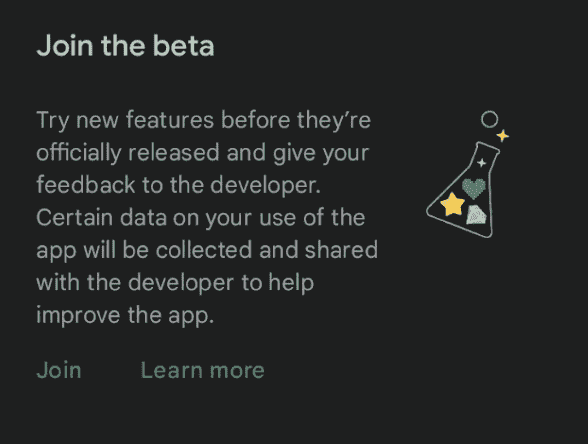 Join the beta
Try new features before they're
officially released and give your
feedback to the developer.
Certain data on your use of the
app will be collected and shared
with the developer to help
improve the app.
Join Learn more